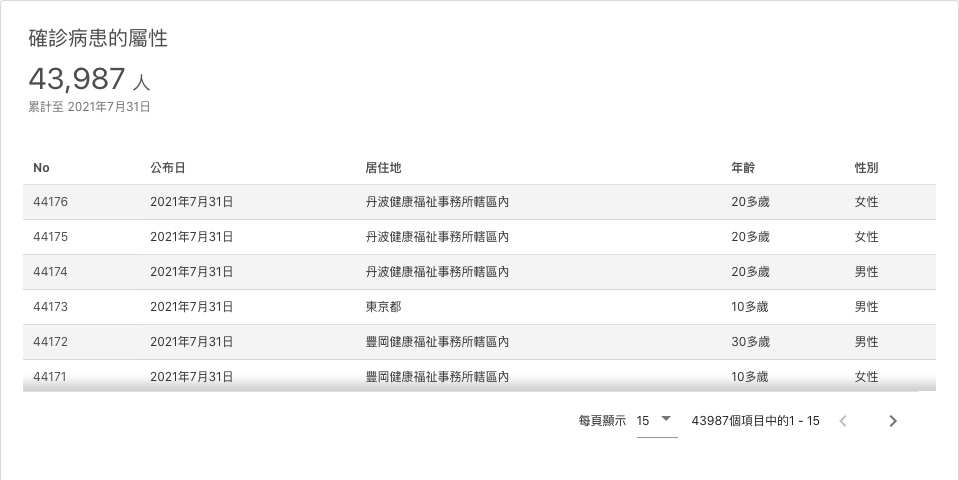 確診病患的屬性
43,987 人
累計至 2021年7月31日
No 公布日 居住地 年齡 性別
44176 2021年7月31日 丹波健康福祉事務所轄區內 20多歲 女性
44175 2021年7月31日 丹波健康福祉事務所轄區內 20多歲 女性
44174 2021年7月31日 丹波健康福祉事務所轄區內 20多歲 男性
44173 2021年7月31日 東京都 10多歲 男性
44172 2021年7月31日 豐岡健康福祉事務所轄區內 30多歲 男性
44171 2021年7月31日 豐岡健康福祉事務所轄區內 10多歲 女性
每頁顯示 15 43987個項目中的1 - 15